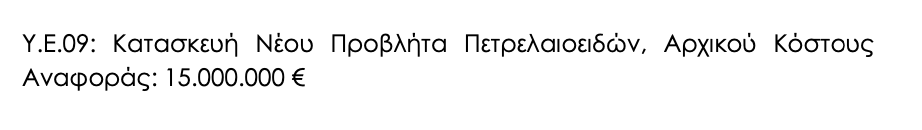 Υ.Ε.09: Κατασκευή Νέου Προβλήτα Πετρελαιοειδών, Αρχικού Κόστους
Αναφοράς: 15.000.000 €